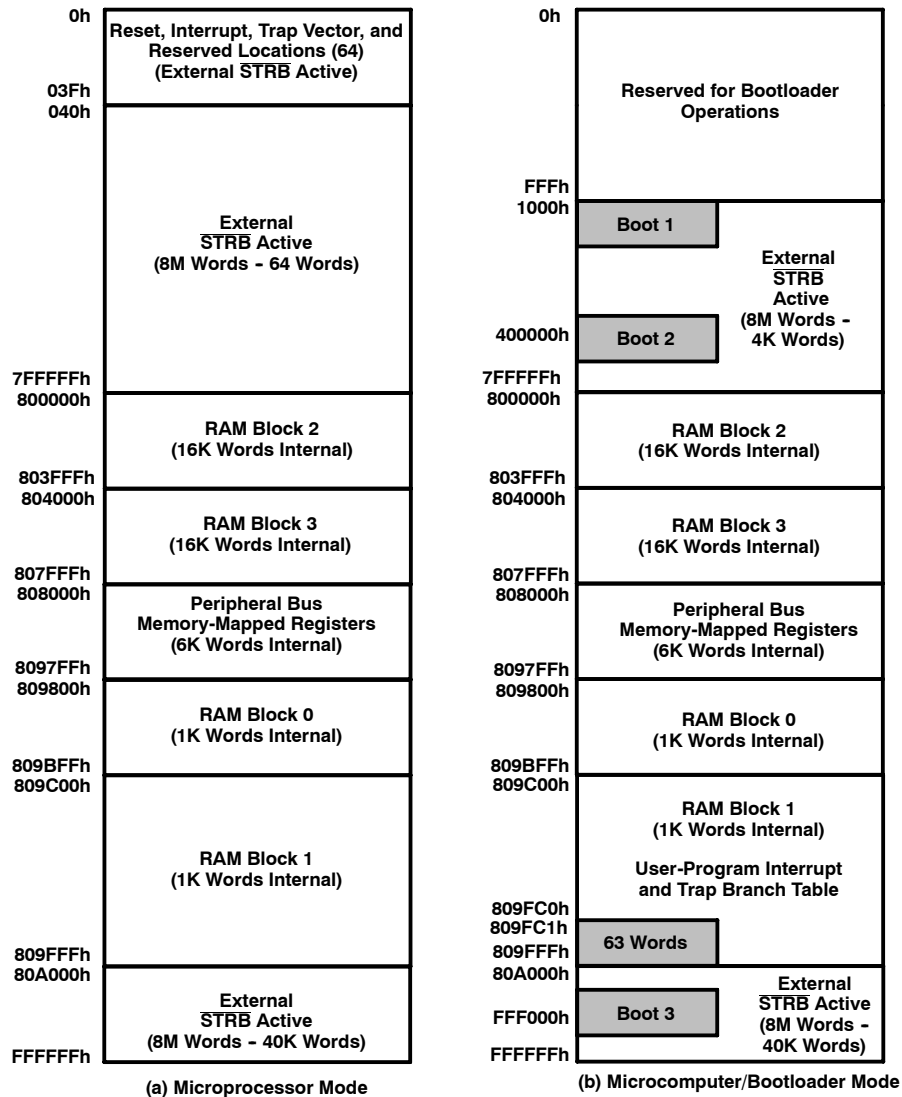 0h
Reset, Interrupt, Trap Vector, and
Reserved Locations (64)
(External STRB Active)
03Fh
040h
External
STRB Active
(8M Words - 64 Words)
7FFFFFh
800000h
RAM Block 2
(16K Words Internal)
803FFFh
804000h
RAM Block 3
(16K Words Internal)
807FFFh
808000h
Peripheral Bus
Memory-Mapped Registers
(6K Words Internal)
8097FFh
809800h
RAM Block 0
(1K Words Internal)
809BFFh
809C00h
RAM Block 1
(1K Words Internal)
809FFFh
80A000h
External
STRB Active
(8M Words - 40K Words)
FFFFFFh
(a) Microprocessor Mode
0h
Reserved for Bootloader
Operations
FFFh
1000h
Boot 1
External
STRB
Active
(8M Words -
4K Words)
400000h
Boot 2
7FFFFFh
800000h
RAM Block 2
(16K Words Internal)
803FFFh
804000h
RAM Block 3
(16K Words Internal)
807FFFh
808000h
Peripheral Bus
Memory-Mapped Registers
(6K Words Internal)
8097FFh
809800h
RAM Block 0
(1K Words Internal)
809BFFh
809C00h
RAM Block 1
(1K Words Internal)
User-Program Interrupt
and Trap Branch Table
809FC0h
809FC1h
63 Words
809FFFh
80A000h
External
STRB Active
(8M Words -
40K Words)
Boot 3
FFF000h
FFFFFFh
(b) Microcomputer/Bootloader Mode